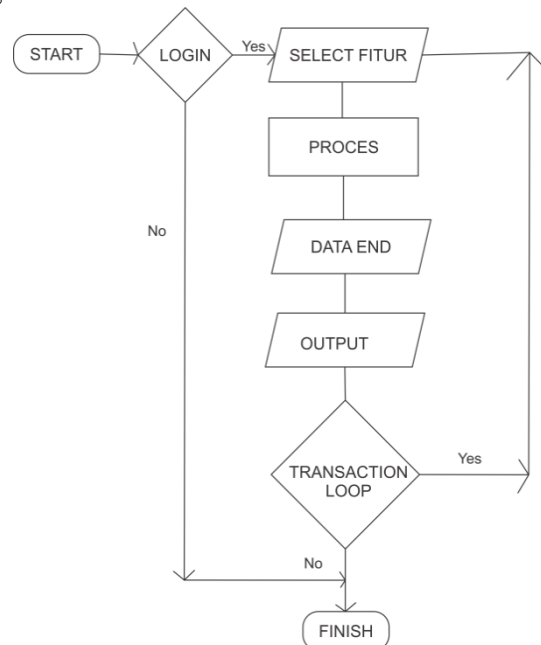 START
LOGIN
Yes
SELECT FITUR
PROCES
No
DATA END
OUTPUT
TRANSACTION
LOOP
Yes
No
FINISH